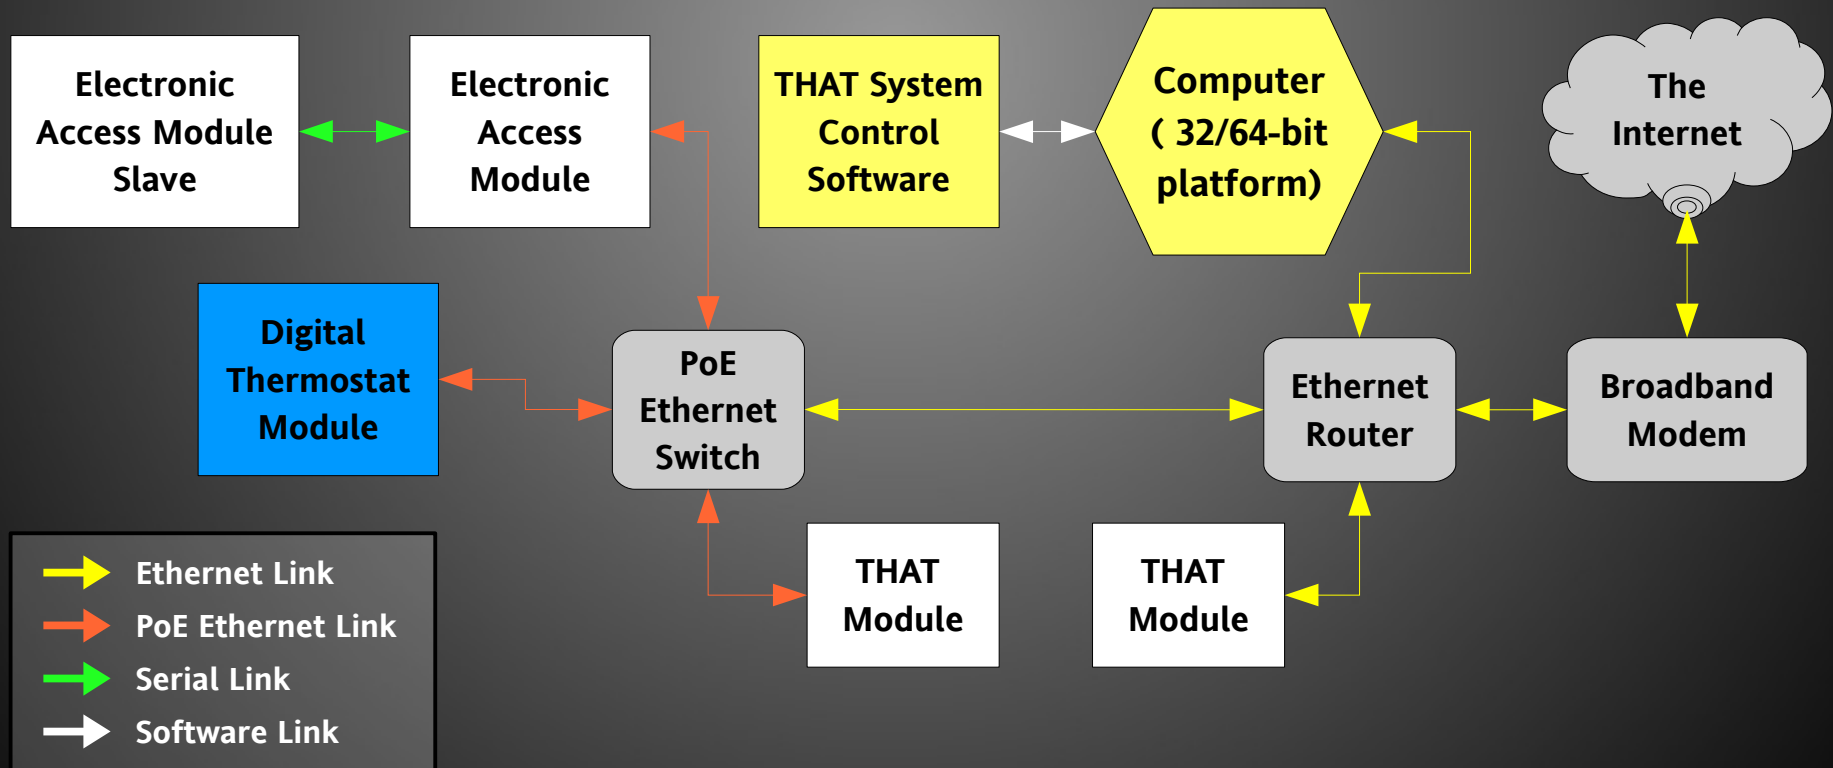 Electronic
Access Module
Slave
Electronic
Access
Module
THAT System
Control
Software
Computer
( 32/64-bit
platform)
The
Internet
Digital
Thermostat
Module
PoE
Ethernet
Switch
Ethernet
Router
Broadband
Modem
THAT
Module
THAT
Module
Ethernet Link
PoE Ethernet Link
Serial Link
Software Link